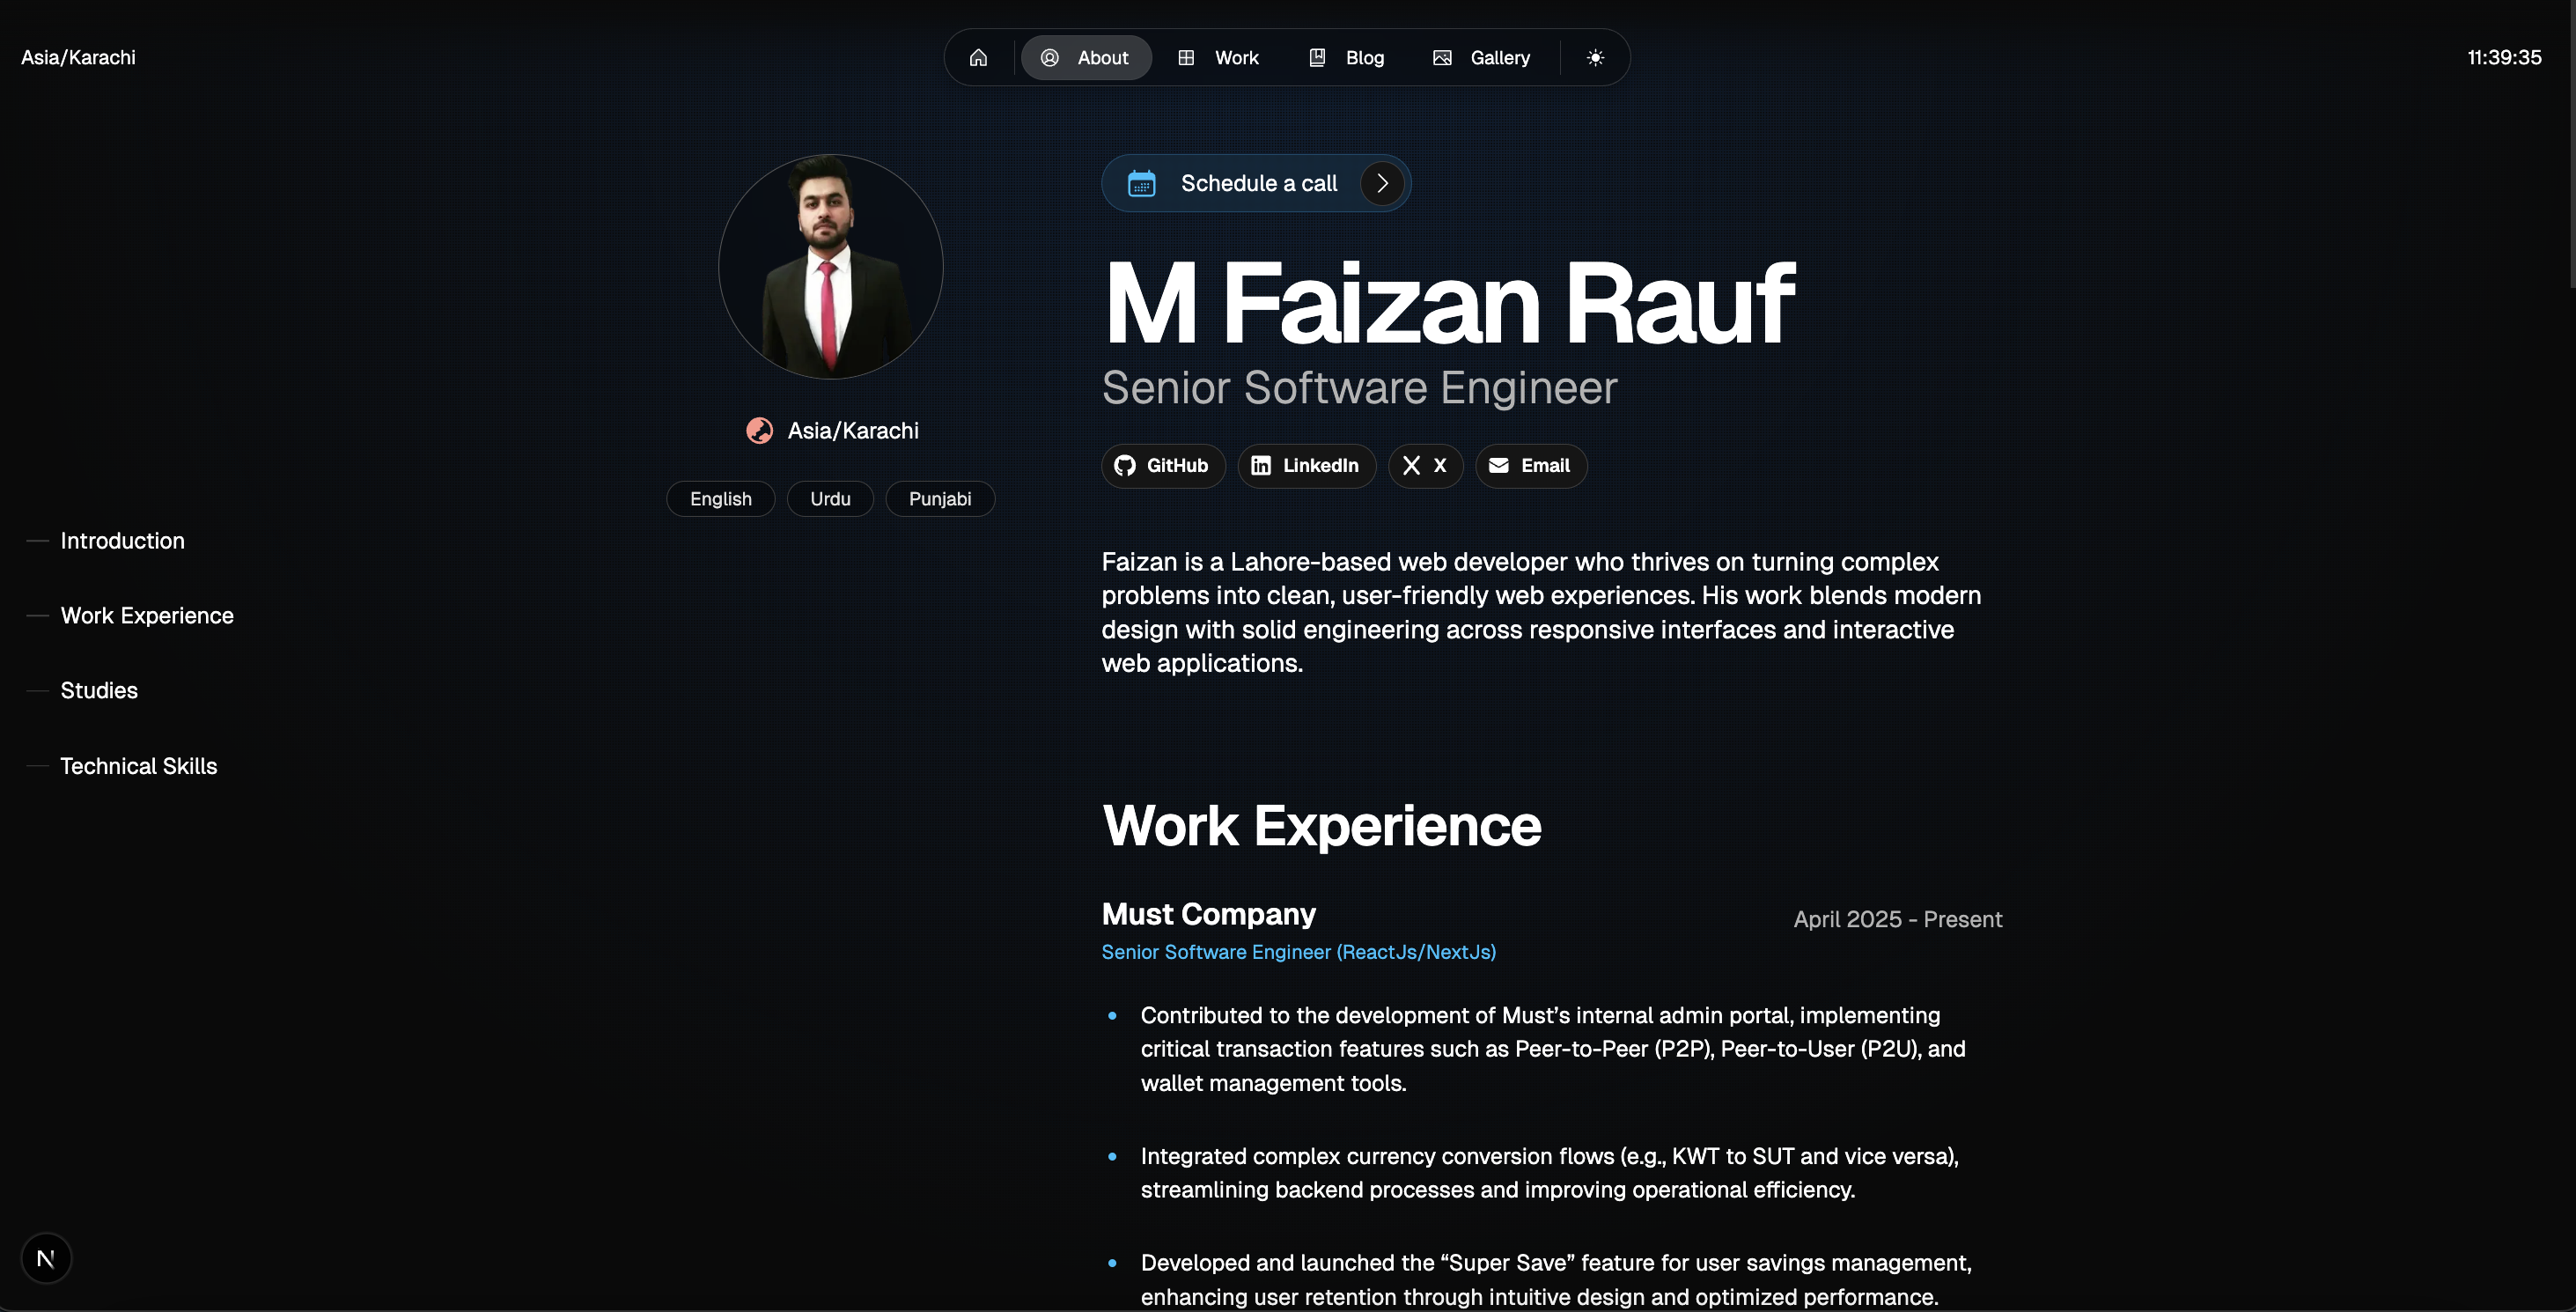 Asia/Karachi
About
Work
Blog
Gallery
11:39:35
Schedule a call
M Faizan Rauf
Senior Software Engineer
GitHub
LinkedIn
X
Email
Asia/Karachi
English
Urdu
Punjabi
Introduction
Work Experience
Studies
Technical Skills
Faizan is a Lahore-based web developer who thrives on turning complex
problems into clean, user-friendly web experiences. His work blends modern
design with solid engineering across responsive interfaces and interactive
web applications.
Work Experience
Must Company
April 2025 - Present
Senior Software Engineer (ReactJs/NextJs)
Contributed to the development of Must’s internal admin portal, implementing
critical transaction features such as Peer-to-Peer (P2P), Peer-to-User (P2U), and
wallet management tools.
Integrated complex currency conversion flows (e.g., KWT to SUT and vice versa),
streamlining backend processes and improving operational efficiency.
Developed and launched the “Super Save” feature for user savings management,
enhancing user retention through intuitive design and optimized performance.
N